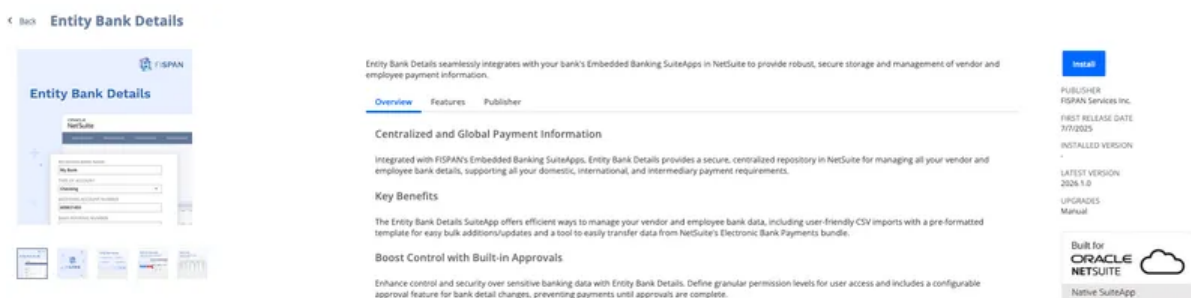 Back
Entity Bank Details
FISPAN
Entity Bank Details
ORACLE
NetSuite
My Bank
TYPE OF ACCOUNT
Checking
Entity Bank Details seamlessly integrates with your bank's Embedded Banking SuiteApps in NetSuite to provide robust, secure storage and management of vendor and
employee payment information.
Overview Features Publisher
Centralized and Global Payment Information
Integrated with FISPAN's Embedded Banking SuiteApps, Entity Bank Details provides a secure, centralized repository in NetSuite for managing all your vendor and
employee bank details, supporting all your domestic, international, and intermediary payment requirements.
Key Benefits
The Entity Bank Details SuiteApp offers efficient ways to manage your vendor and employee bank data, including user-friendly CSV imports with a pre-formatted
template for easy bulk additions/updates and a tool to easily transfer data from NetSuite's Electronic Bank Payments bundle.
Boost Control with Built-in Approvals
Enhance control and security over sensitive banking data with Entity Bank Details. Define granular permission levels for user access and includes a configurable
approval feature for bank detail changes, preventing payments until approvals are complete.
Install
PUBLISHER
FISPAN Services Inc.
FIRST RELEASE DATE
7/7/2025
INSTALLED VERSION
-
LATEST VERSION
2026.1.0
UPGRADES
Manual
Built for
ORACLE
NETSUITE
Native SuiteApp